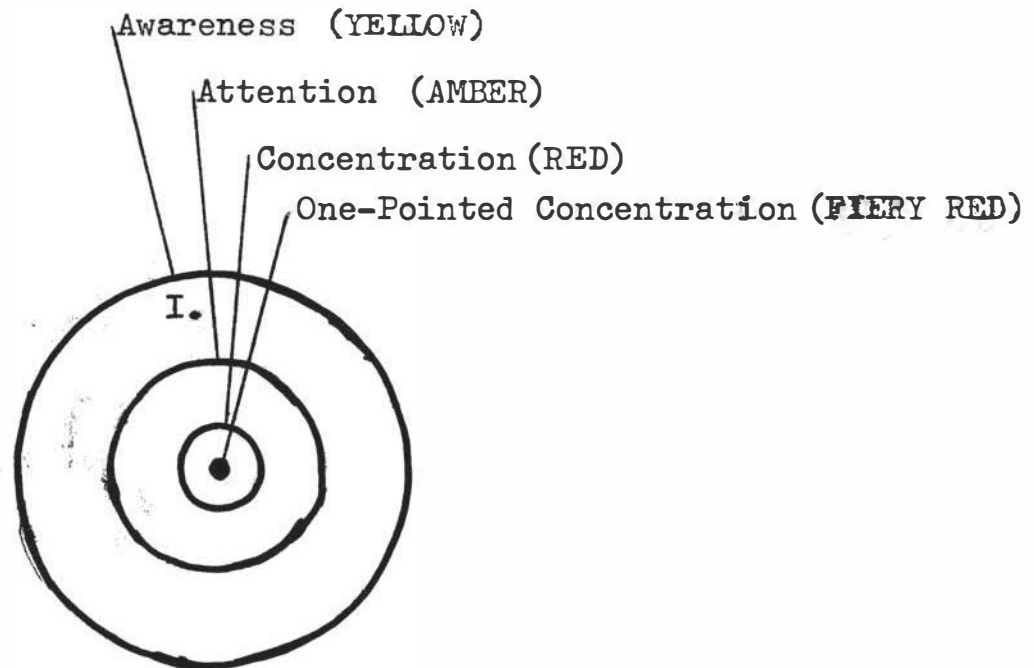 Awareness (YELLOW)
Attention (AMBER)
Concentration (RED)
One-Pointed Concentration (FIERY RED)
I.